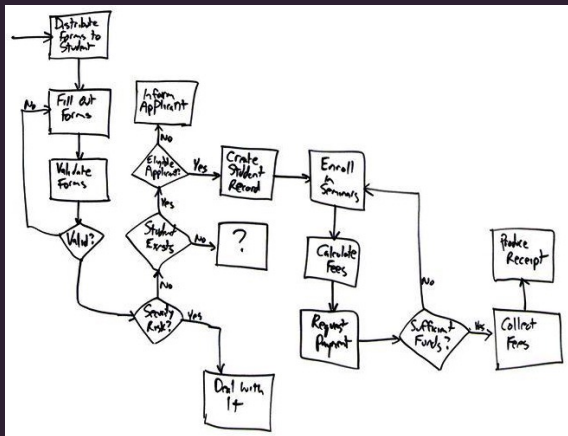 Distribute
Forms to
Student
No
Fill out
Forms
Validate
Forms
Valid?
Inform
Applicant
No
Eligible
Applicant?
Yes
Create
Student
Record
Yes
Student
Exists
No
?
No
Security
Risk?
Yes
Deal with
It
Enroll
in
Seminars
Calculate
Fees
Request
Payment
No
Sufficient
Funds?
Yes
Collect
Fees
Produce
Receipt